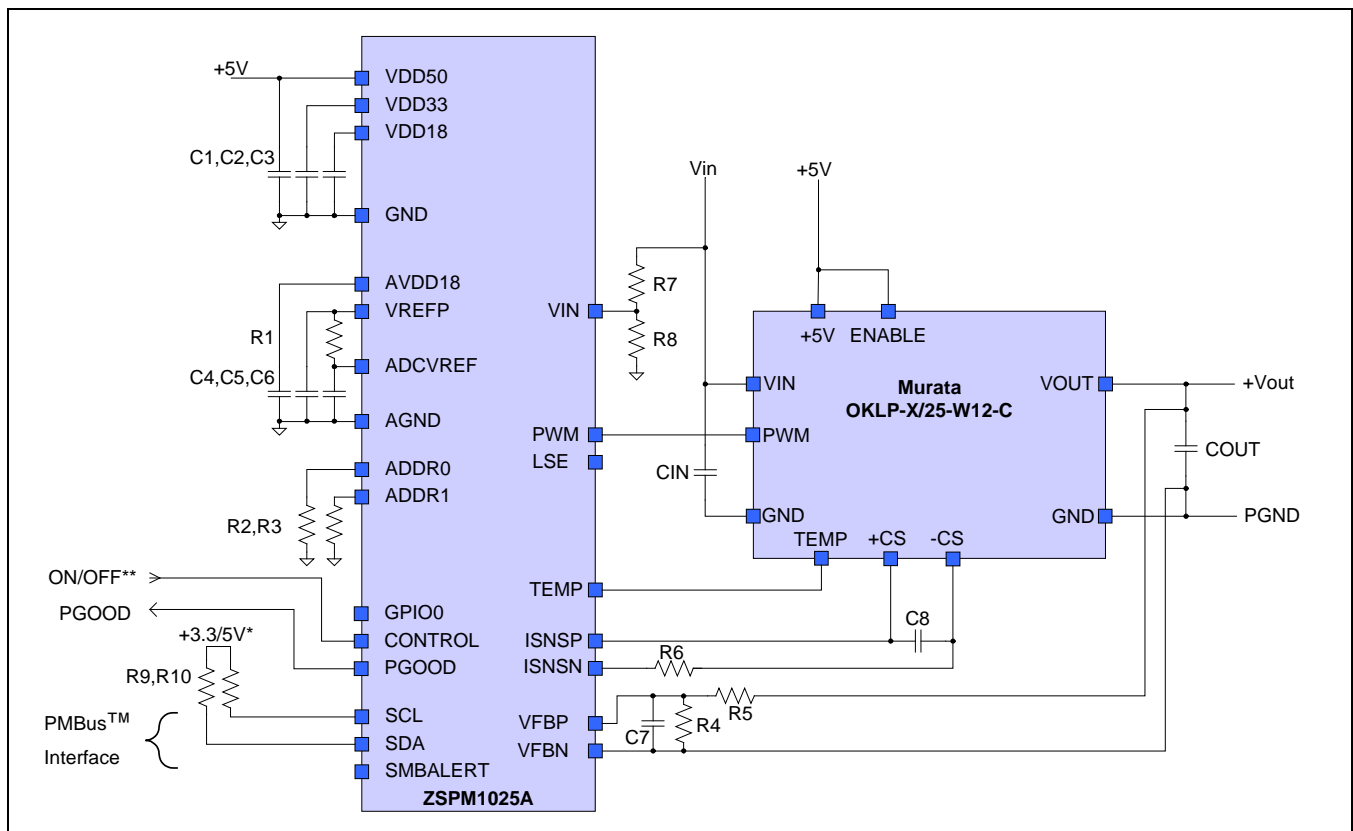 +5V
VDD50
VDD33
VDD18
C1,C2,C3
GND
AVDD18
VREFP
R1
ADCVREF
C4,C5,C6
AGND
ADDR0
ADDR1
R2,R3
ON/OFF**
PGOOD
GPIO0
CONTROL
PGOOD
+3.3/5V*
R9,R10
SCL
SDA
SMBALERT
PMBus™
Interface
ZSPM1025A
VIN
PWM
LSE
TEMP
ISNSP
ISNSN
VFBP
VFBN
Vin
+5V
R7
R8
CIN
+5V
ENABLE
VIN
Murata
OKLP-X/25-W12-C
VOUT
+Vout
PWM
COUT
GND
GND
PGND
TEMP
+CS
-CS
C8
R6
R5
C7
R4